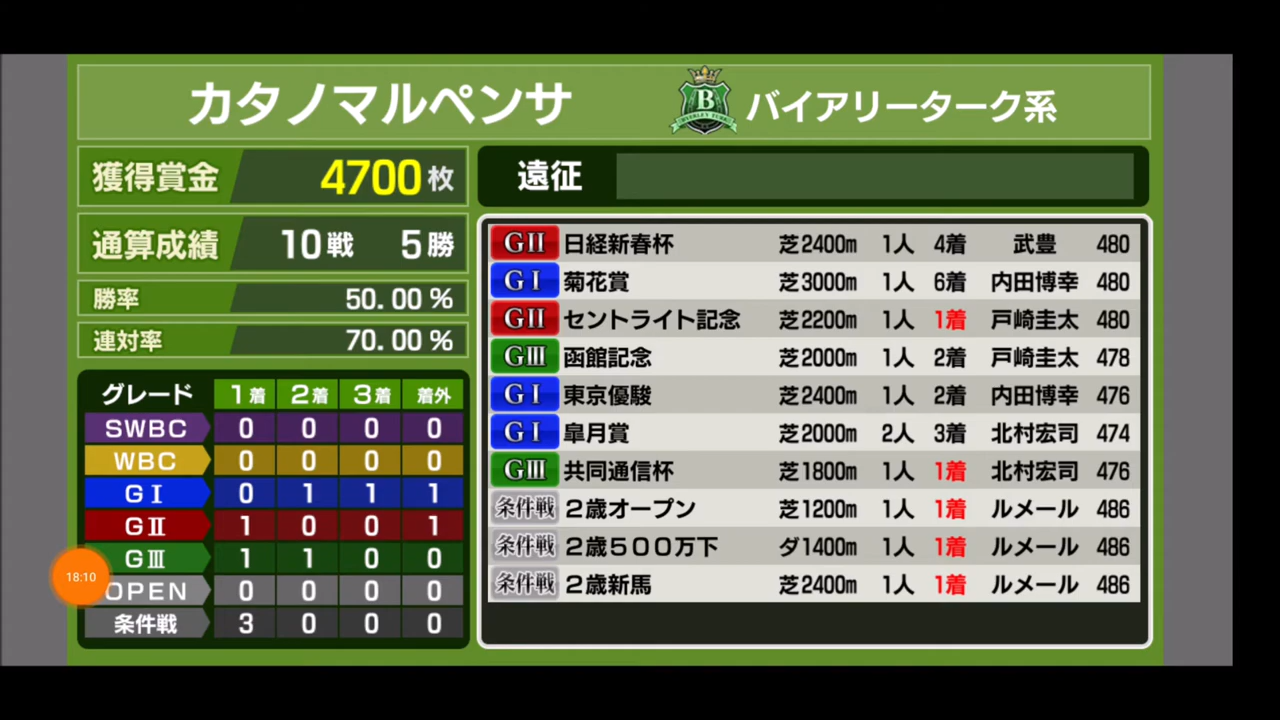 カタノマルペンサ
B
バイアリーターク系
獲得賞金 4700枚
遠征
通算成績 10戦 5勝
勝率 50.00%
連対率 70.00%
グレード 1着 2着 3着 着外
SWBC 0 0 0 0
WBC 0 0 0 0
GⅠ 0 1 1 1
GⅡ 1 0 0 1
GⅢ 1 1 0 0
OPEN 0 0 0 0
条件戦 3 0 0 0
18:10
GⅡ 日経新春杯 芝2400m 1人 4着 武豊 480
GⅠ 菊花賞 芝3000m 1人 6着 内田博幸 480
GⅡ セントライト記念 芝2200m 1人 1着 戸崎圭太 480
GⅢ 函館記念 芝2000m 1人 2着 戸崎圭太 478
GⅠ 東京優駿 芝2400m 1人 2着 内田博幸 476
GⅠ 皐月賞 芝2000m 2人 3着 北村宏司 474
GⅢ 共同通信杯 芝1800m 1人 1着 北村宏司 476
条件戦 2歳オープン 芝1200m 1人 1着 ルメール 486
条件戦 2歳500万下 ダ1400m 1人 1着 ルメール 486
条件戦 2歳新馬 芝2400m 1人 1着 ルメール 486